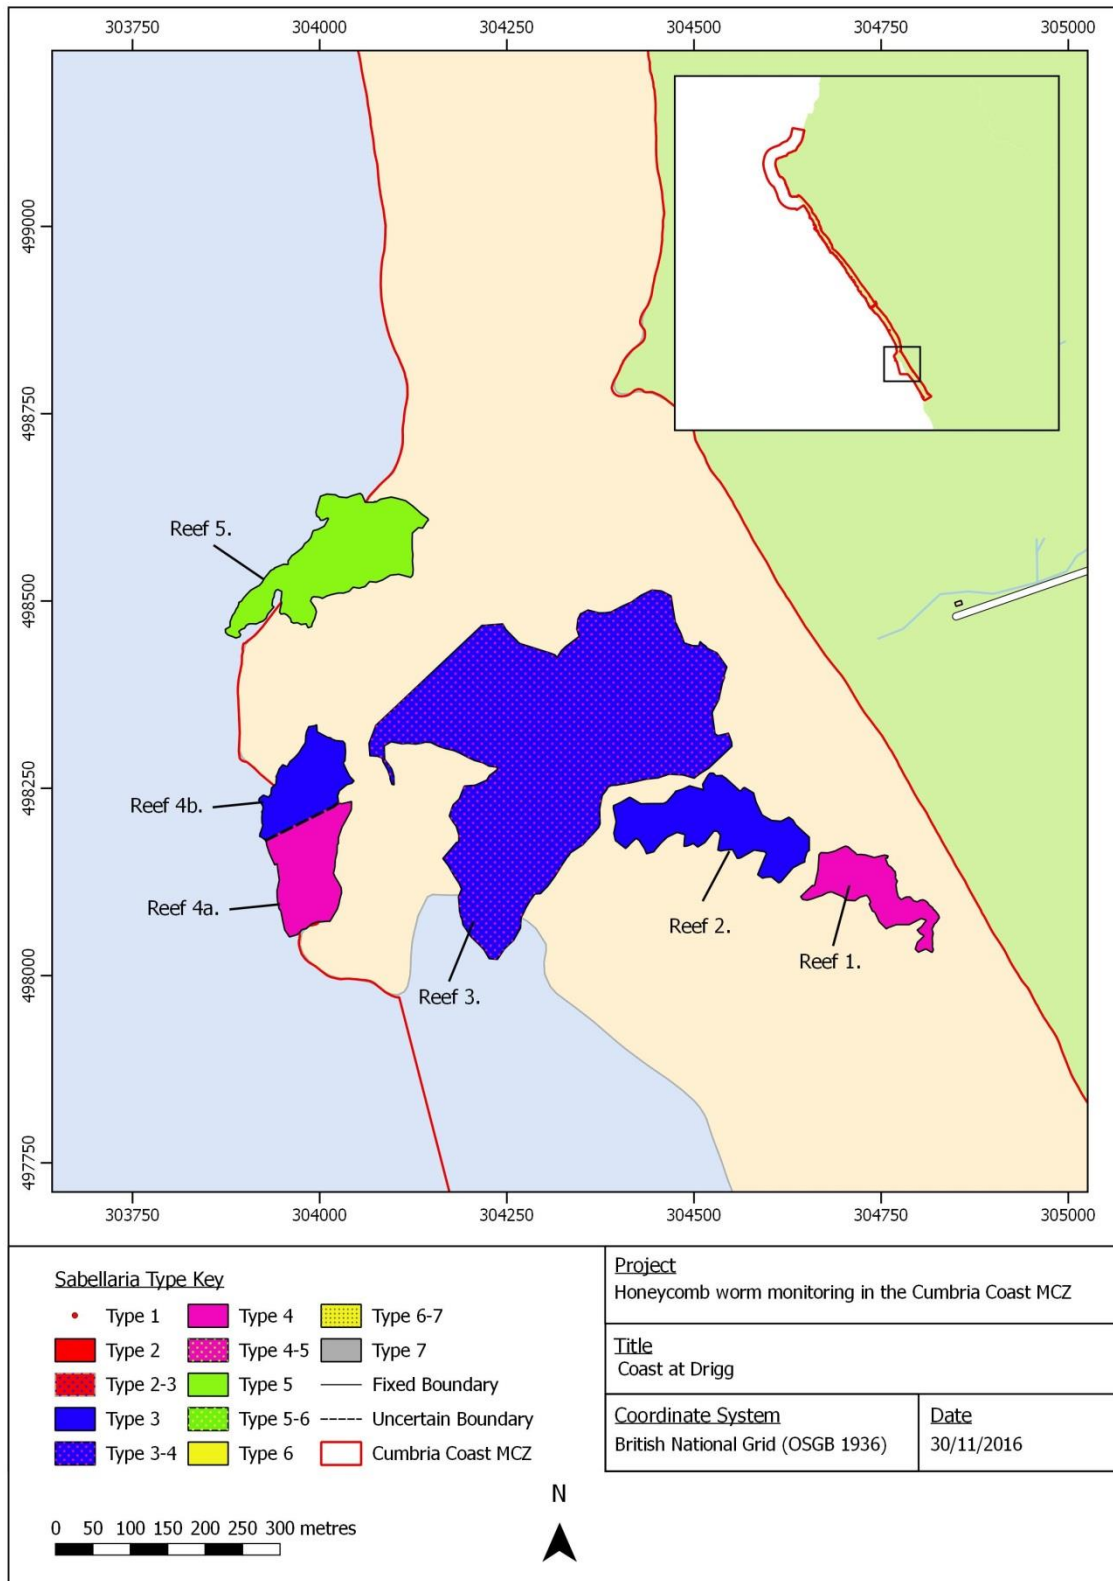 303750 304000 304250 304500 304750 305000
499000
498750
498500
498250
498000
497750
Reef 5.
Reef 4b.
Reef 4a.
Reef 3.
Reef 2.
Reef 1.
303750 304000 304250 304500 304750 305000
Sabellaria Type Key
Type 1
Type 2
Type 2-3
Type 3
Type 3-4
Type 4
Type 4-5
Type 5
Type 5-6
Type 6
Type 6-7
Type 7
Fixed Boundary
Uncertain Boundary
Cumbria Coast MCZ
0 50 100 150 200 250 300 metres
N
Project
Honeycomb worm monitoring in the Cumbria Coast MCZ
Title
Coast at Drigg
Coordinate System
British National Grid (OSGB 1936)
Date
30/11/2016